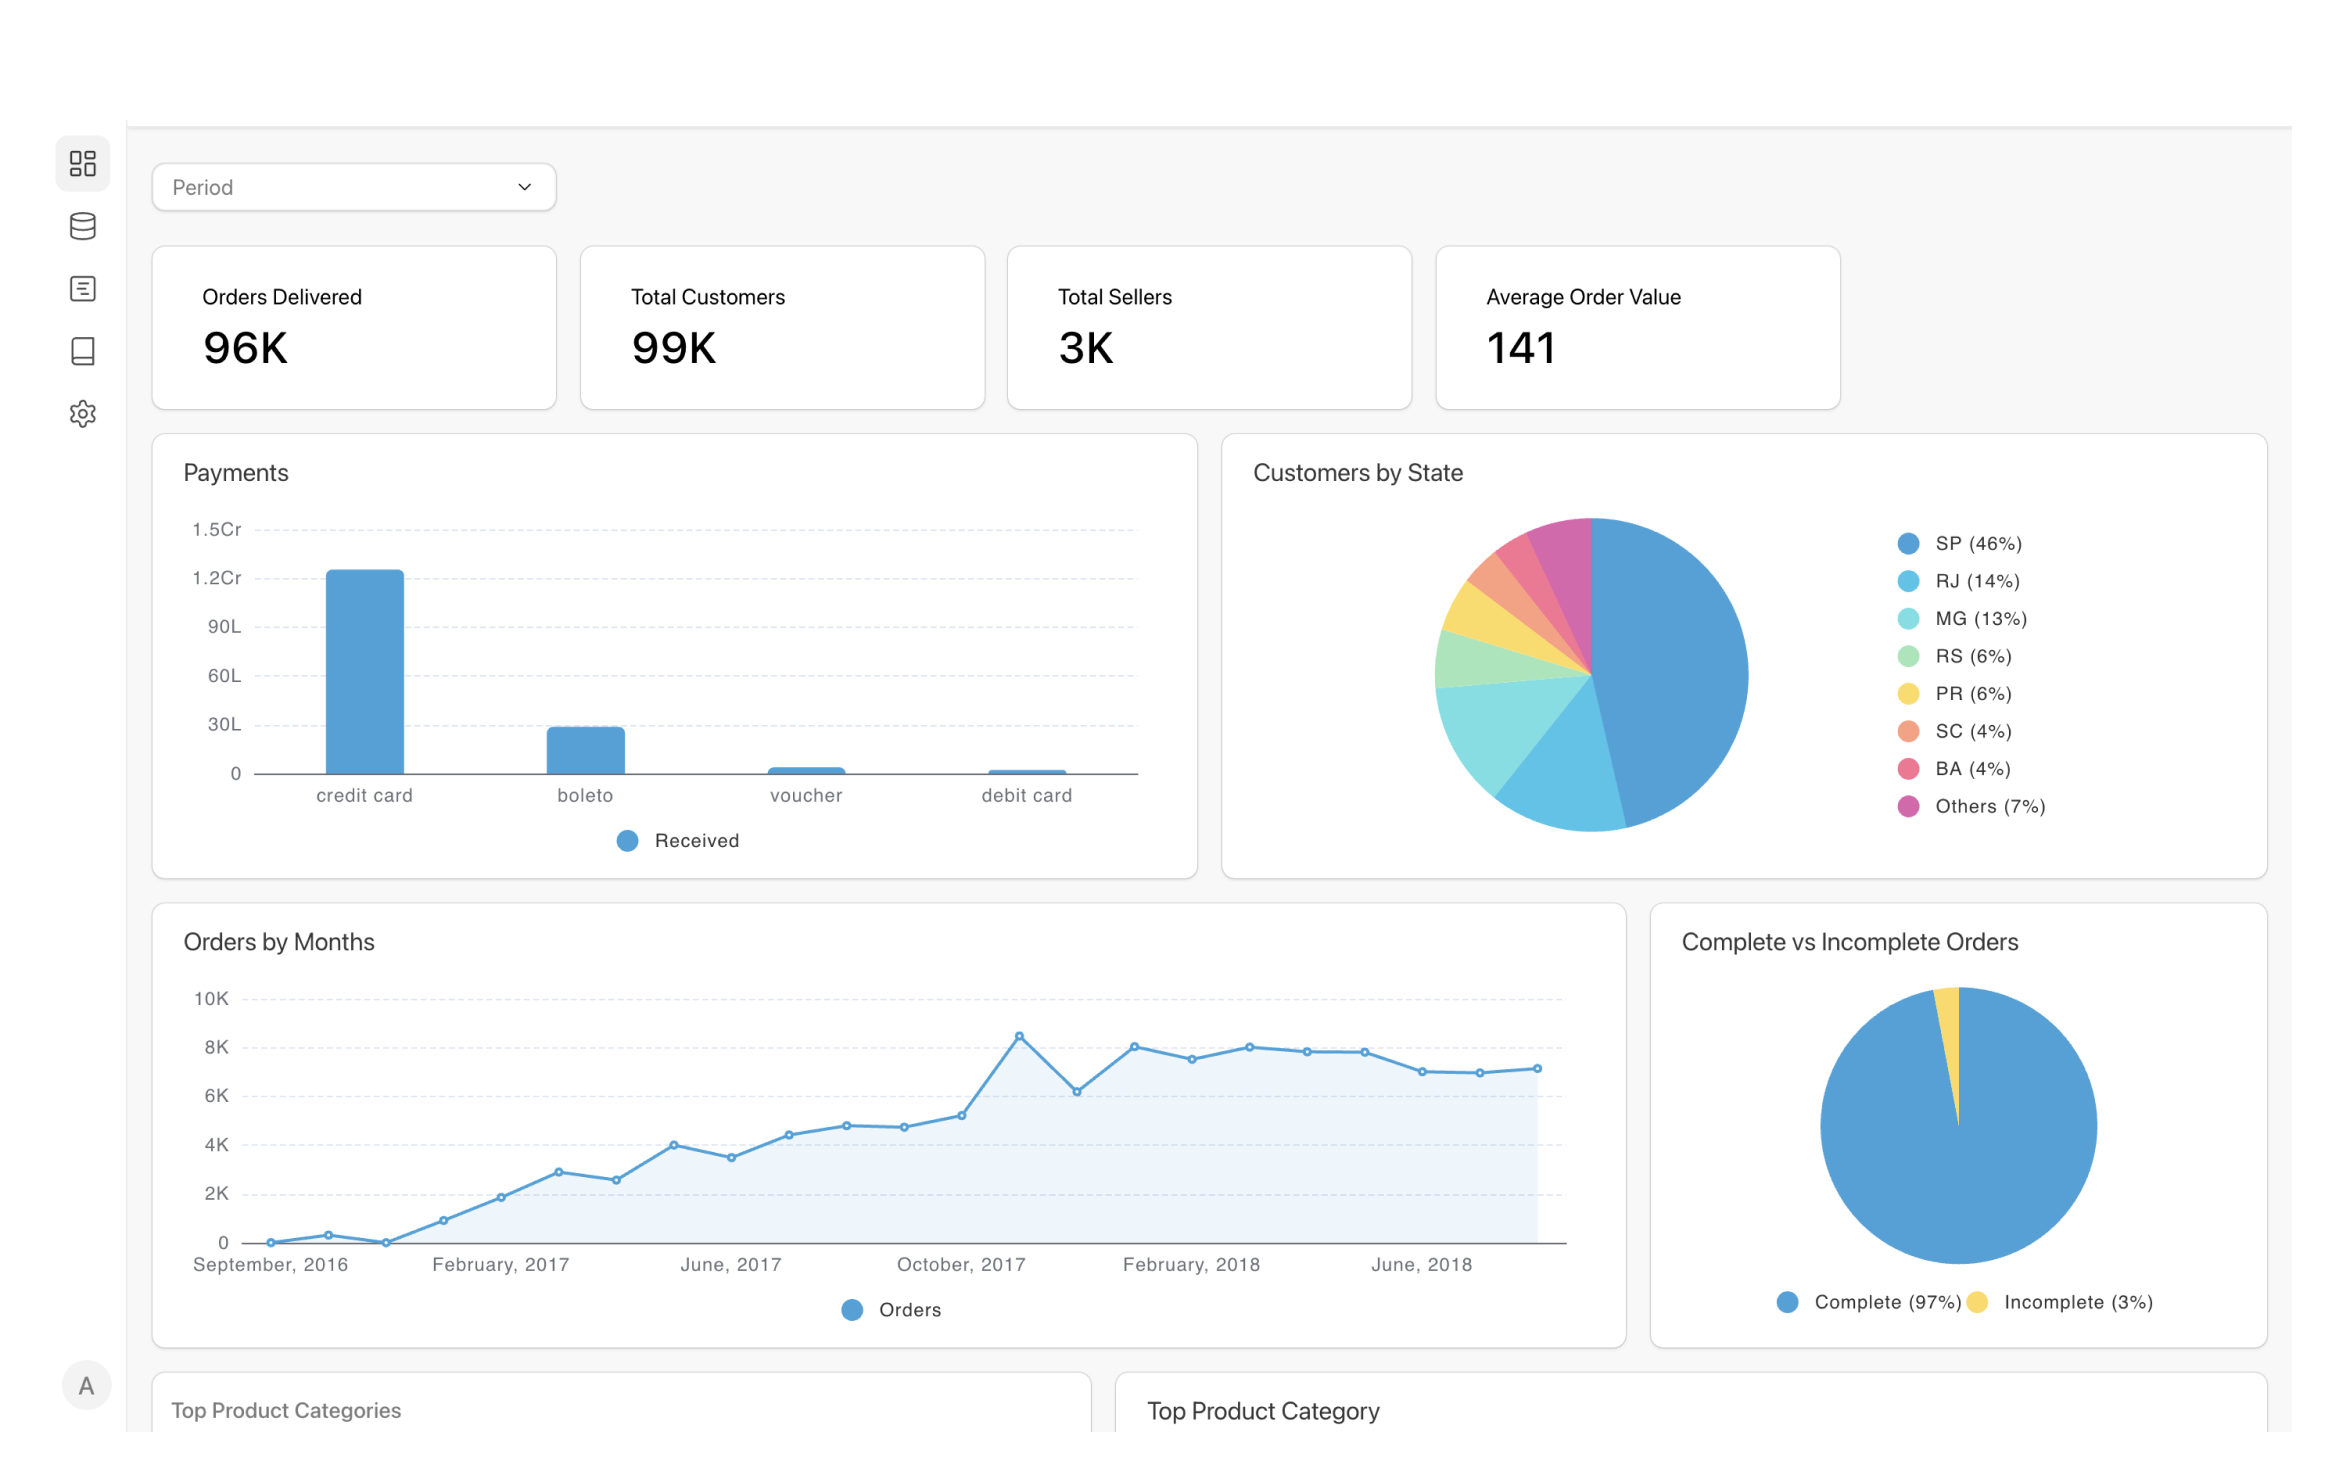 Period
Orders Delivered
96K
Total Customers
99K
Total Sellers
3K
Average Order Value
141
Payments
1.5Cr
1.2Cr
90L
60L
30L
0
credit card
boleto
voucher
debit card
Received
Customers by State
SP (46%)
RJ (14%)
MG (13%)
RS (6%)
PR (6%)
SC (4%)
BA (4%)
Others (7%)
Orders by Months
10K
8K
6K
4K
2K
0
September, 2016
February, 2017
June, 2017
October, 2017
February, 2018
June, 2018
Orders
Complete vs Incomplete Orders
Complete (97%)
Incomplete (3%)
A
Top Product Categories
Top Product Category